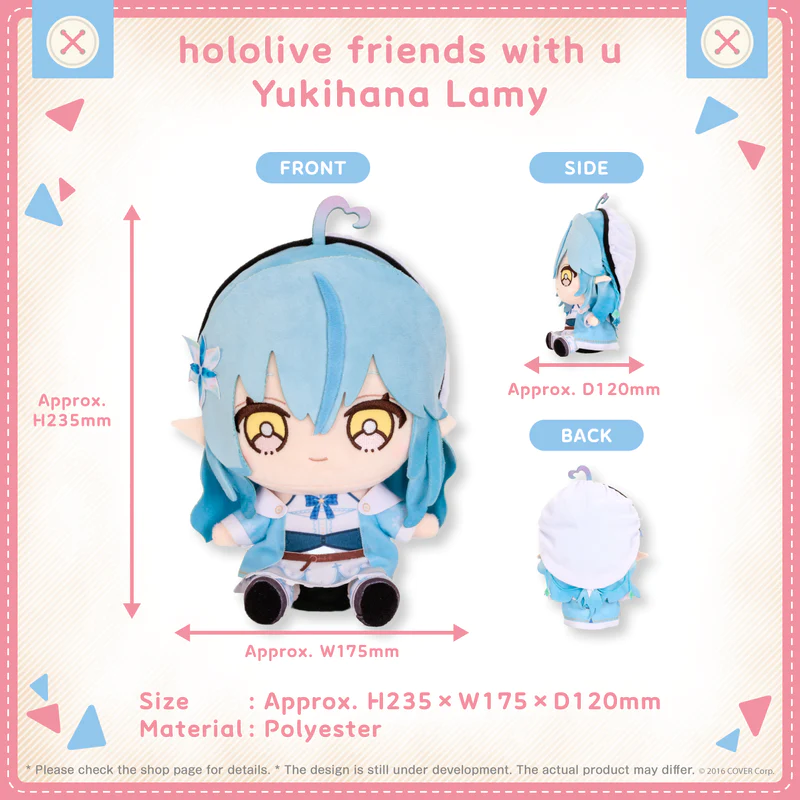 hololive friends with u
Yukihana Lamy
FRONT
SIDE
Approx.
H235mm
Approx. D120mm
BACK
Approx. W175mm
Size : Approx. H235×W175×D120mm
Material : Polyester
* Please check the shop page for details. * The design is still under development. The actual product may differ. © 2016 COVER Corp.